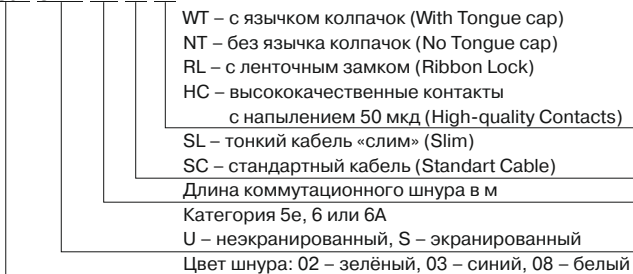 WT – с язычком колпачок (With Tongue cap)
NT – без язычка колпачок (No Tongue cap)
RL – с ленточным замком (Ribbon Lock)
HC – высококачественные контакты
с напылением 50 мкд (High-quality Contacts)
SL – тонкий кабель «слим» (Slim)
SC – стандартный кабель (Standart Cable)
Длина коммутационного шнура в м
Категория 5e, 6 или 6А
U – неэкранированный, S – экранированный
Цвет шнура: 02 – зелёный, 03 – синий, 08 – белый